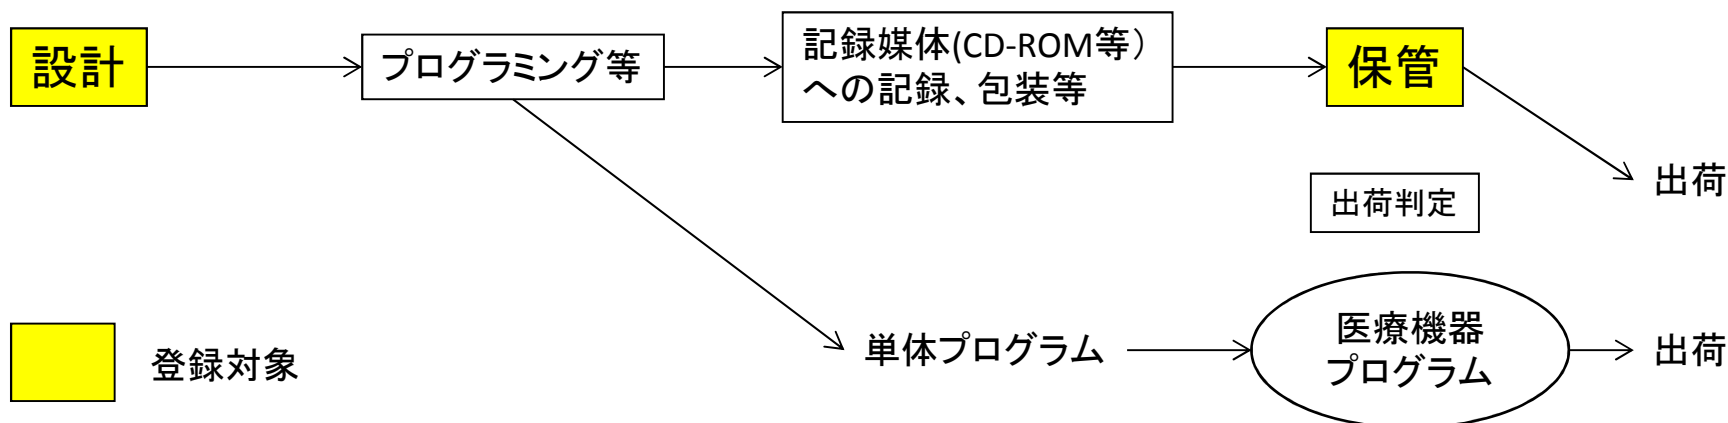 設計
プログラミング等
記録媒体(CD-ROM等）
への記録、包装等
保管
出荷
出荷判定
単体プログラム
医療機器
プログラム
出荷
登録対象